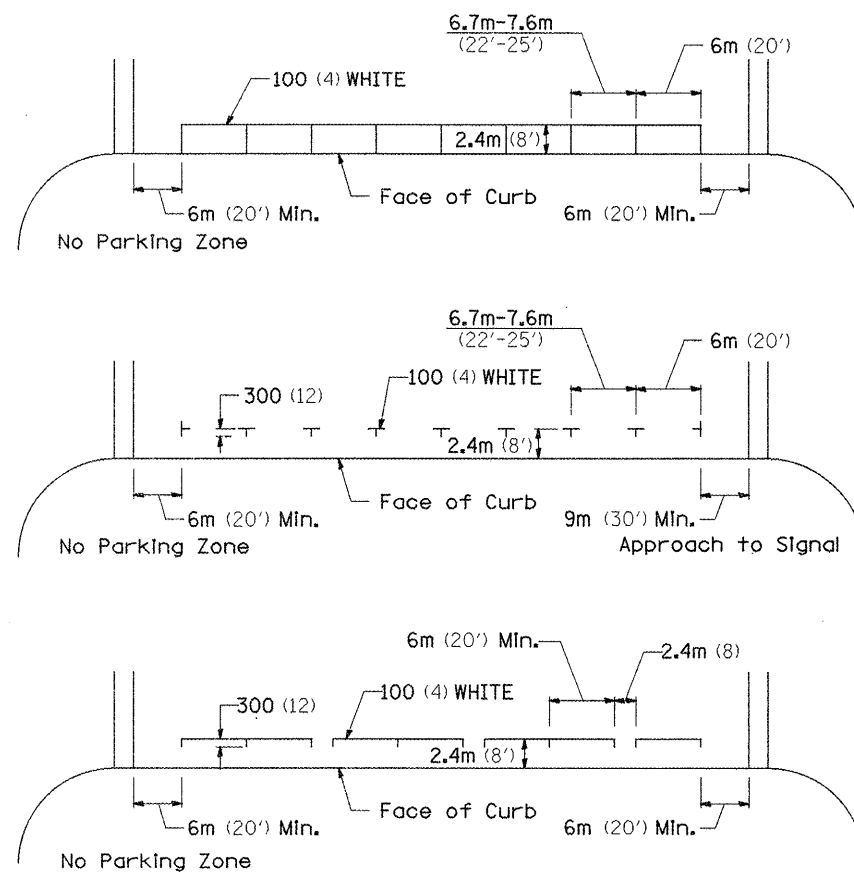 6.7m-7.6m
(22'-25')
6m (20')
100 (4) WHITE
2.4m (8')
Face of Curb
6m (20') Min.
6m (20') Min.
No Parking Zone
6.7m-7.6m
(22'-25')
6m (20')
100 (4) WHITE
300 (12)
2.4m (8')
Face of Curb
6m (20') Min.
9m (30') Min.
No Parking Zone
Approach to Signal
6m (20') Min.
2.4m (8)
100 (4) WHITE
300 (12)
2.4m (8')
Face of Curb
6m (20') Min.
6m (20') Min.
No Parking Zone